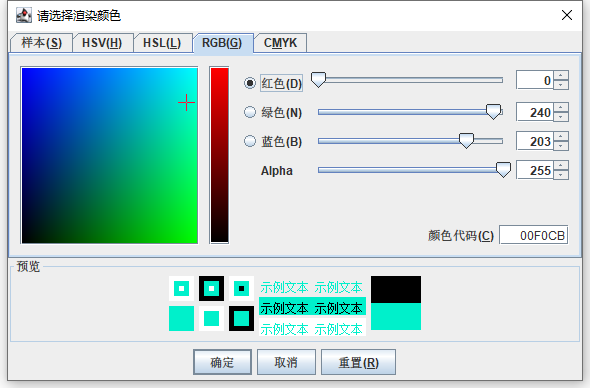 请选择渲染颜色
样本(S) HSV(H) HSL(L) RGB(G) CMYK
红色(D) 0
绿色(N) 240
蓝色(B) 203
Alpha 255
颜色代码(C) 00F0CB
预览
示例文本 示例文本
示例文本 示例文本
示例文本 示例文本
确定 取消 重置(R)